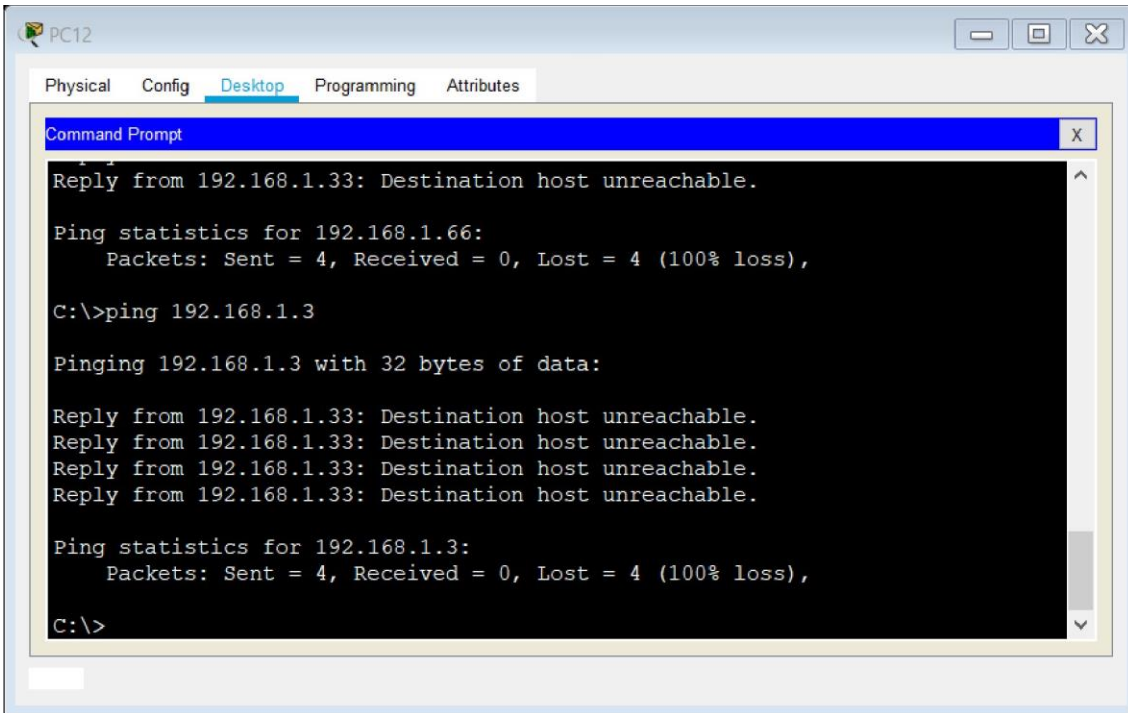 PC12
Physical Config Desktop Programming Attributes
Command Prompt
X
Reply from 192.168.1.33: Destination host unreachable.
Ping statistics for 192.168.1.66:
Packets: Sent = 4, Received = 0, Lost = 4 (100% loss),
C:\>ping 192.168.1.3
Pinging 192.168.1.3 with 32 bytes of data:
Reply from 192.168.1.33: Destination host unreachable.
Reply from 192.168.1.33: Destination host unreachable.
Reply from 192.168.1.33: Destination host unreachable.
Reply from 192.168.1.33: Destination host unreachable.
Ping statistics for 192.168.1.3:
Packets: Sent = 4, Received = 0, Lost = 4 (100% loss),
C:\>